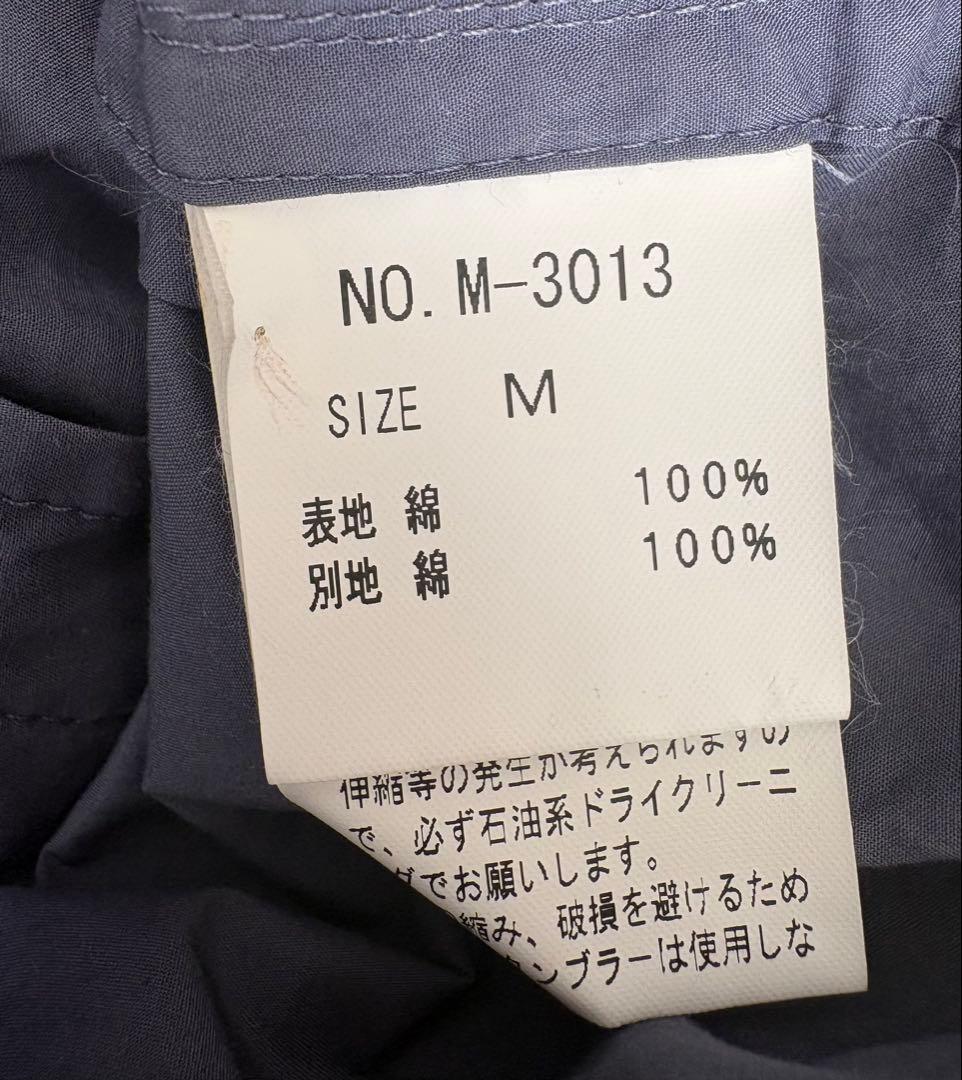 NO. M-3013
SIZE M
表地 綿 100%
別地 綿 100%
伸縮等の発生が考えられますの
で、必ず石油系ドライクリーニ
グでお願いします。
縮み、破損を避けるため
タンブラーは使用しな